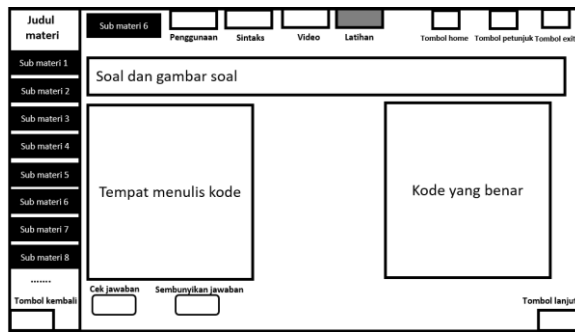 Judul
materi
Sub materi 1
Sub materi 2
Sub materi 3
Sub materi 4
Sub materi 5
Sub materi 6
Sub materi 7
Sub materi 8
.......
Tombol kembali
Sub materi 6
Penggunaan
Sintaks
Video
Latihan
Tombol home
Tombol petunjuk
Tombol exit
Soal dan gambar soal
Tempat menulis kode
Kode yang benar
Cek jawaban
Sembunyikan jawaban
Tombol lanjut